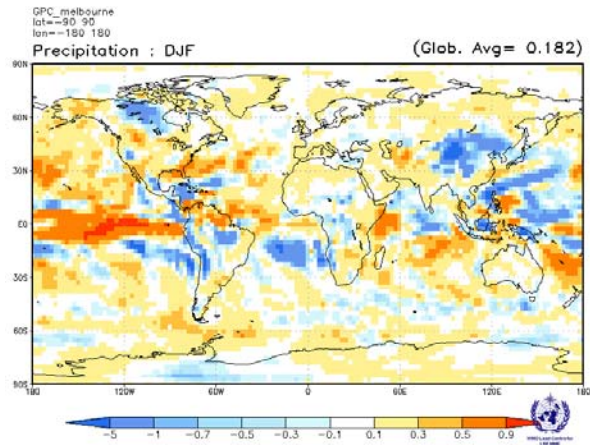 GPC_melbourne
lat=-90 90
lon=-180 180
Precipitation : DJF (Glob. Avg= 0.182)
90N
60N
30N
EQ
30S
60S
90S
180 120W 60W 0 60E 120E 180
-5 -1 -0.7 -0.5 -0.3 -0.1 0.1 0.3 0.5 0.9